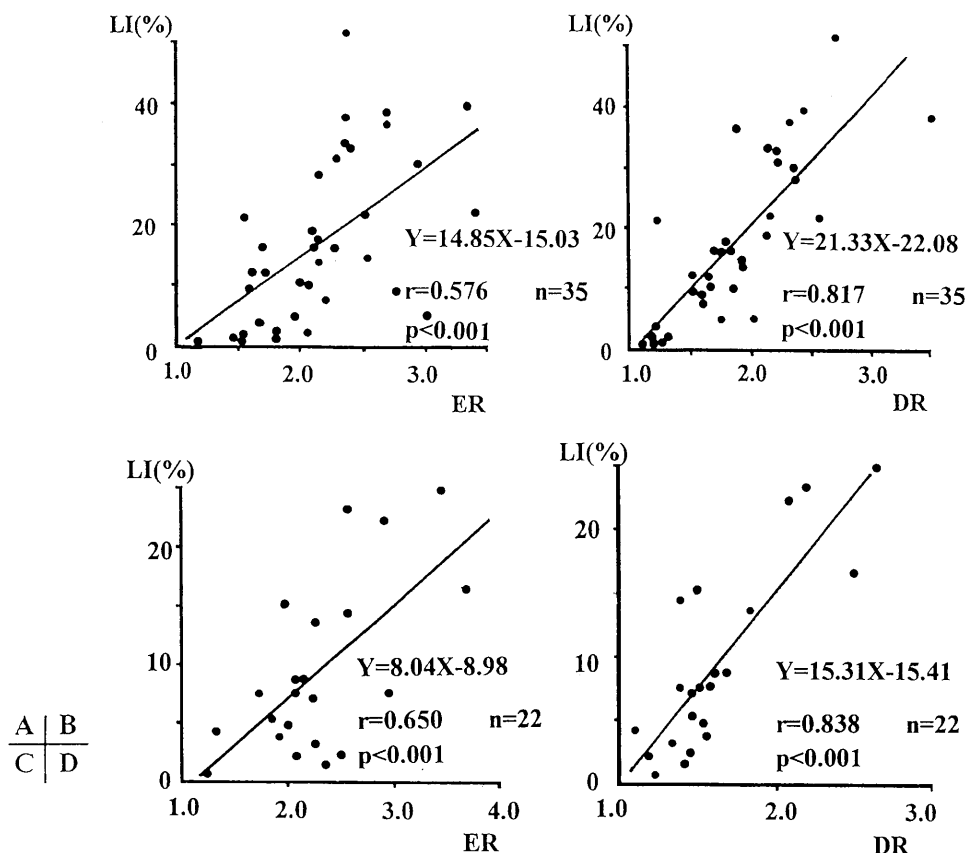 LI(%)
40
20
0
Y=14.85X-15.03
r=0.576 n=35
p<0.001
1.0 2.0 3.0
ER
LI(%)
40
20
0
Y=21.33X-22.08
r=0.817 n=35
p<0.001
1.0 2.0 3.0
DR
A B
C D
LI(%)
20
10
0
Y=8.04X-8.98
r=0.650 n=22
p<0.001
1.0 2.0 3.0 4.0
ER
LI(%)
20
10
0
Y=15.31X-15.41
r=0.838 n=22
p<0.001
1.0 2.0 3.0
DR